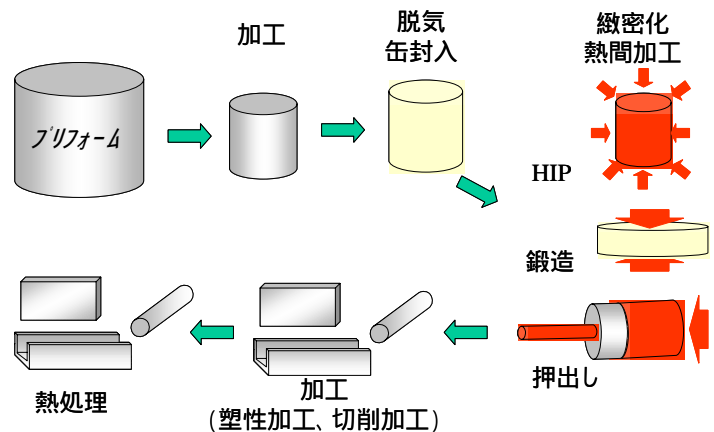 加工
脱気
缶封入
緻密化
熱間加工
プリフォーム
HIP
鍛造
押出し
加工
(塑性加工、切削加工)
熱処理